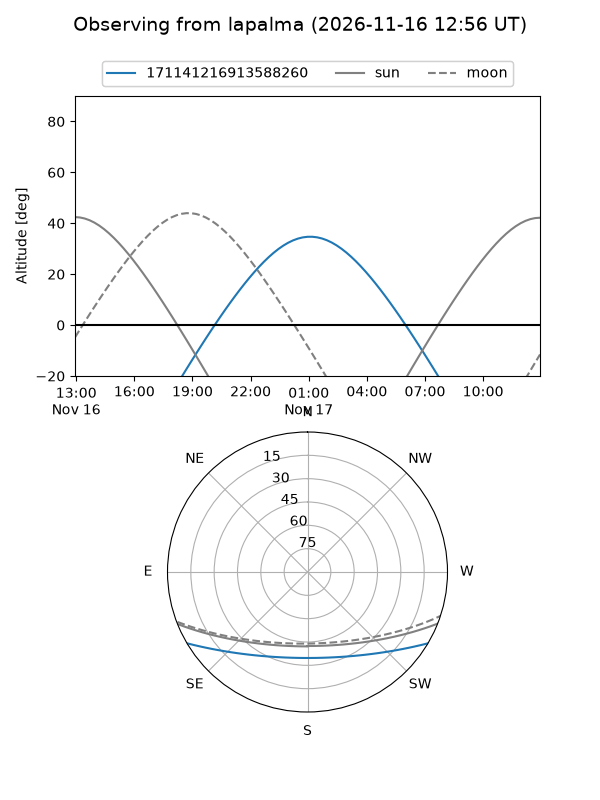 Observing from lapalma (2026-11-16 12:56 UT)
171141216913588260 sun moon
Altitude [deg]
80
60
40
20
0
−20
13:00 16:00 19:00 22:00 01:00 04:00 07:00 10:00
Nov 16 Nov 17
N
NE NW
15
30
45
60
75
E W
SE SW
S